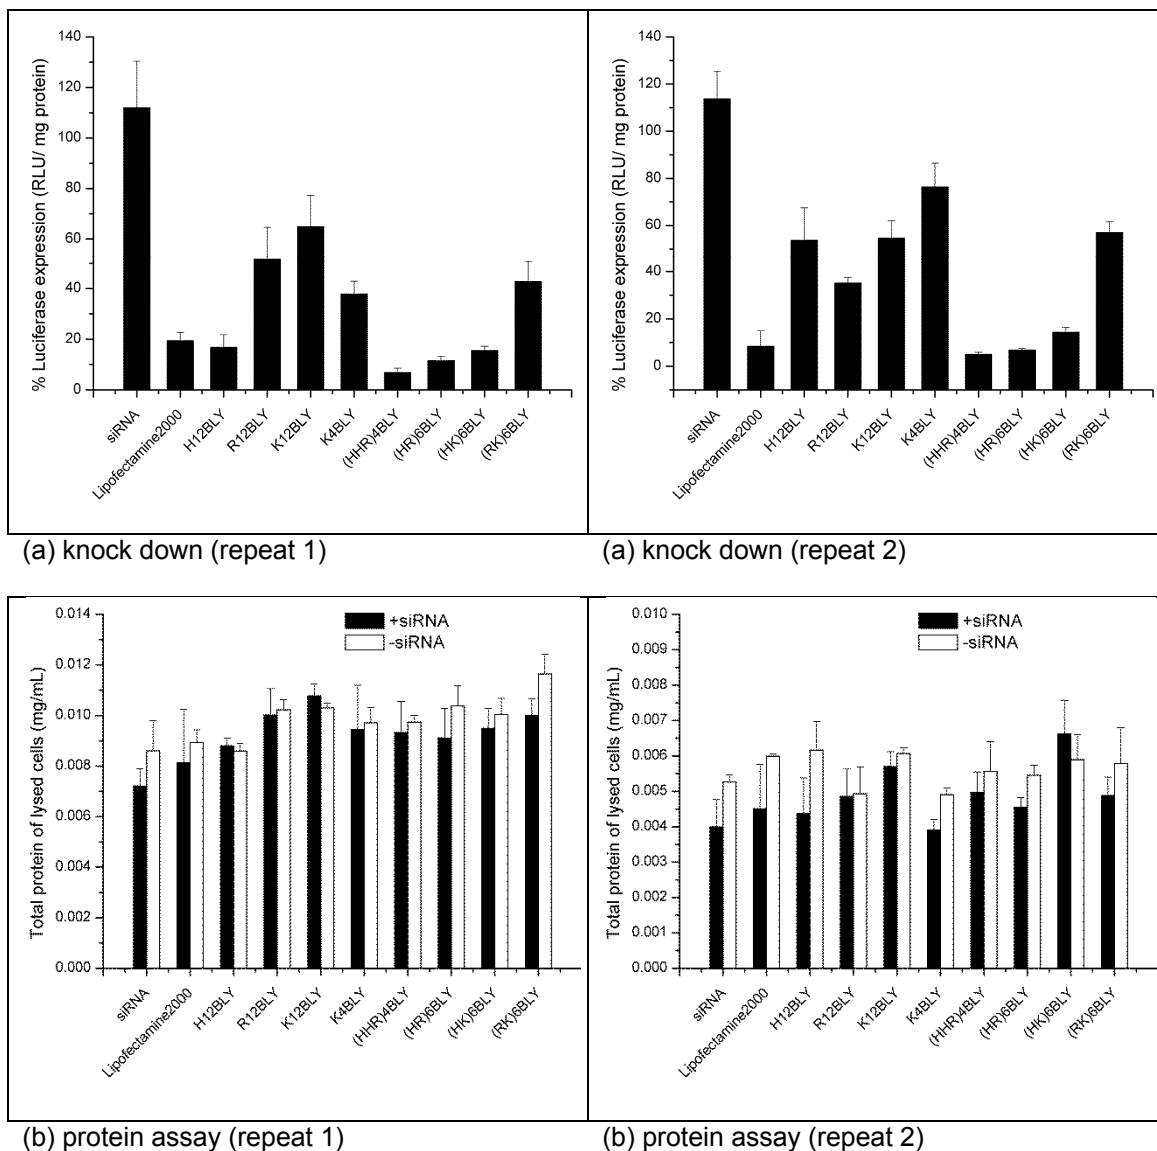 140
120
100
80
60
40
20
0
% Luciferase expression (RLU/ mg protein)
siRNA
Lipofectamine2000
H12BLY
R12BLY
K12BLY
K4BLY
(HHR)4BLY
(HR)6BLY
(HK)6BLY
(RK)6BLY
(a) knock down (repeat 1)
140
120
100
80
60
40
20
0
% Luciferase expression (RLU/ mg protein)
siRNA
Lipofectamine2000
H12BLY
R12BLY
K12BLY
K4BLY
(HHR)4BLY
(HR)6BLY
(HK)6BLY
(RK)6BLY
(a) knock down (repeat 2)
+siRNA
-siRNA
0.014
0.012
0.010
0.008
0.006
0.004
0.002
0.000
Total protein of lysed cells (mg/mL)
siRNA
Lipofectamine2000
H12BLY
R12BLY
K12BLY
K4BLY
(HHR)4BLY
(HR)6BLY
(HK)6BLY
(RK)6BLY
(b) protein assay (repeat 1)
+siRNA
-siRNA
0.010
0.009
0.008
0.007
0.006
0.005
0.004
0.003
0.002
0.001
0.000
Total protein of lysed cells (mg/mL)
siRNA
Lipofectamine2000
H12BLY
R12BLY
K12BLY
K4BLY
(HHR)4BLY
(HR)6BLY
(HK)6BLY
(RK)6BLY
(b) protein assay (repeat 2)